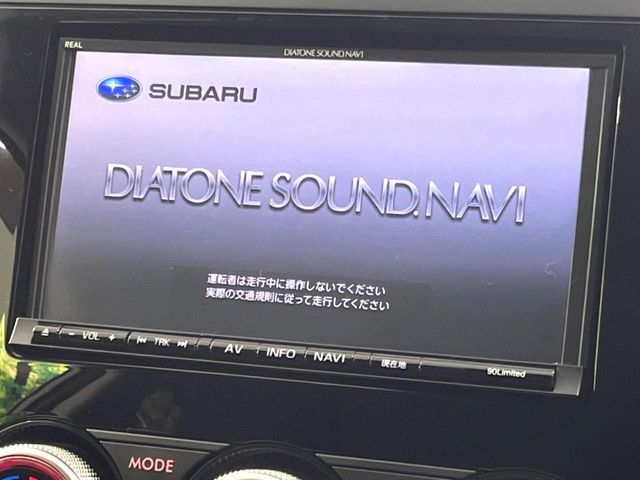 REAL
DIATONE SOUND.NAVI
SUBARU
DIATONE SOUND.NAVI
運転者は走行中に操作しないでください
実際の交通規則に従って走行してください
- VOL + TRK AV INFO NAVI 現在地 90Limited
MODE